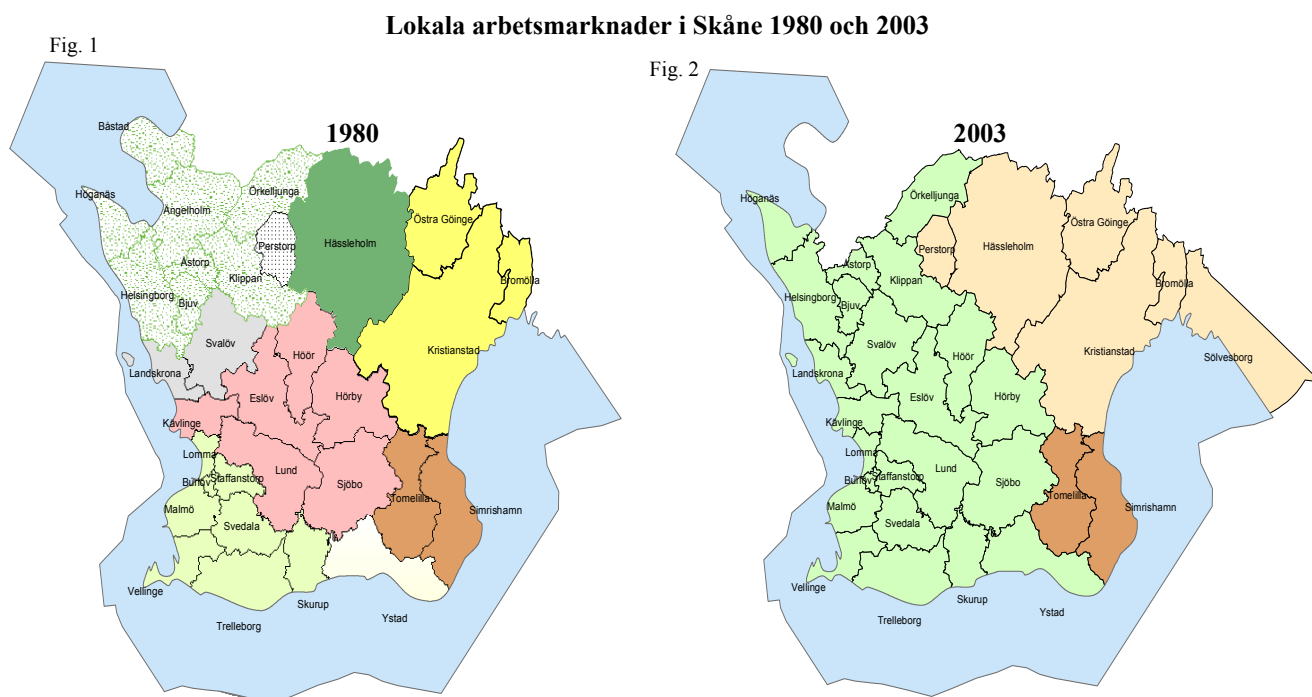 Lokala arbetsmarknader i Skåne 1980 och 2003
Fig. 1
1980
Båstad
Höganäs
Örkelljunga
Ängelholm
Östra Göinge
Perstorp
Hässleholm
Åstorp
Klippan
Bromölla
Helsingborg
Bjuv
Svalöv
Kristianstad
Höör
Landskrona
Eslöv
Hörby
Kävlinge
Lomma
Lund
Staffanstorp
Burlöv
Sjöbo
Tomelilla
Malmö
Simrishamn
Svedala
Vellinge
Skurup
Ystad
Trelleborg
Fig. 2
2003
Höganäs
Örkelljunga
Östra Göinge
Perstorp
Hässleholm
Åstorp
Klippan
Bromölla
Helsingborg
Bjuv
Svalöv
Kristianstad
Höör
Sölvesborg
Landskrona
Eslöv
Hörby
Kävlinge
Lomma
Lund
Staffanstorp
Burlöv
Sjöbo
Tomelilla
Malmö
Svedala
Simrishamn
Vellinge
Skurup
Ystad
Trelleborg